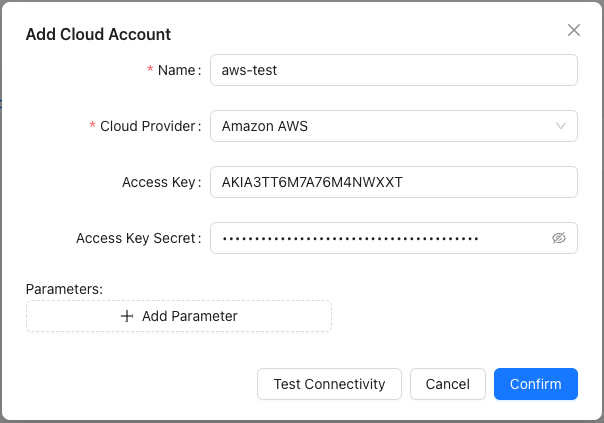 Add Cloud Account
* Name: aws-test
* Cloud Provider: Amazon AWS
Access Key: AKIA3TT6M7A76M4NWXXT
Access Key Secret: ••••••••••••••••••••••••••••••••••••••••
Parameters:
+ Add Parameter
Test Connectivity Cancel Confirm